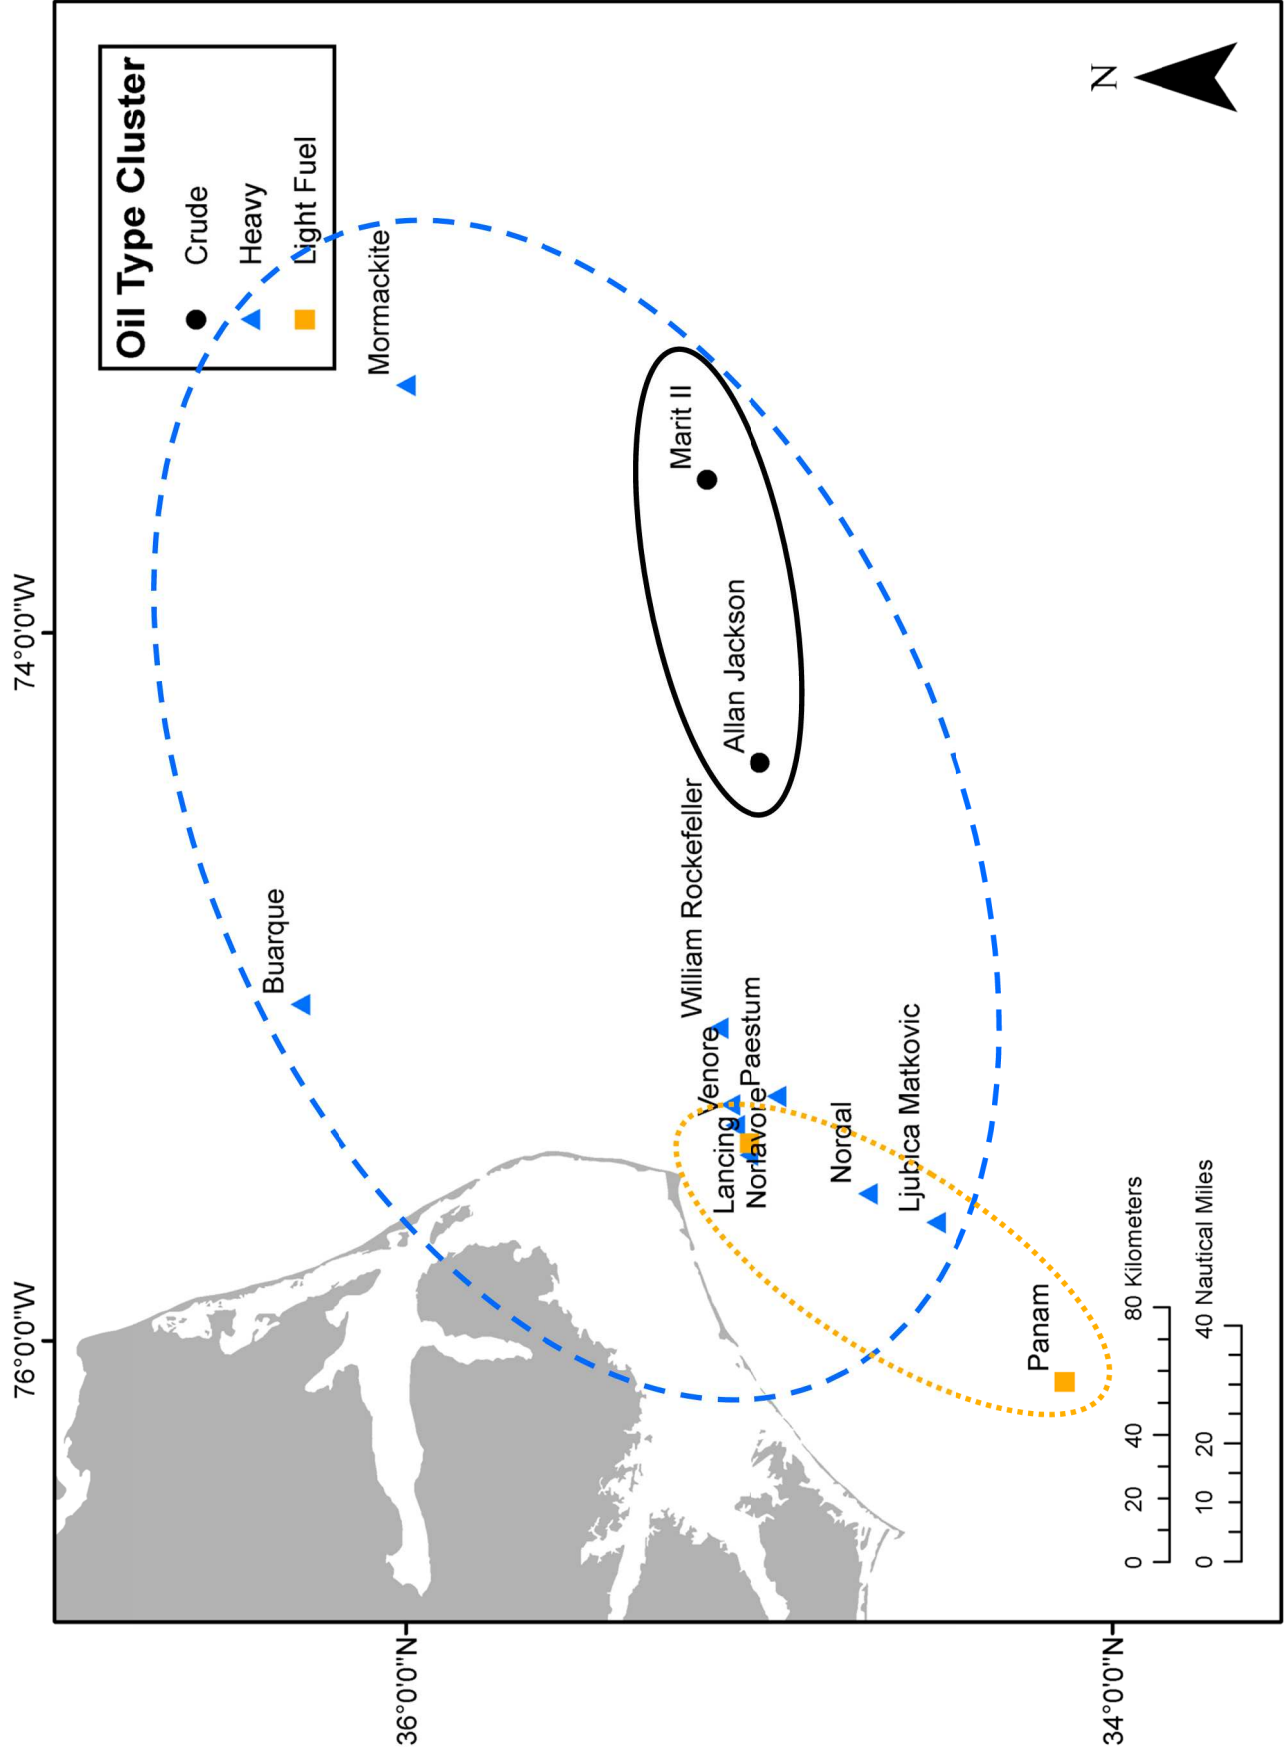 76°0'0"W
74°0'0"W
Oil Type Cluster
Crude
Heavy
Light Fuel
Buarque
Mormackite
36°0'0"N
Marit II
William Rockefeller
Allan Jackson
Venore
Lancing
Paestum
Norlavore
Nordal
Ljubica Matkovic
Panam
34°0'0"N
0 20 40 80 Kilometers
0 10 20 40 Nautical Miles
N